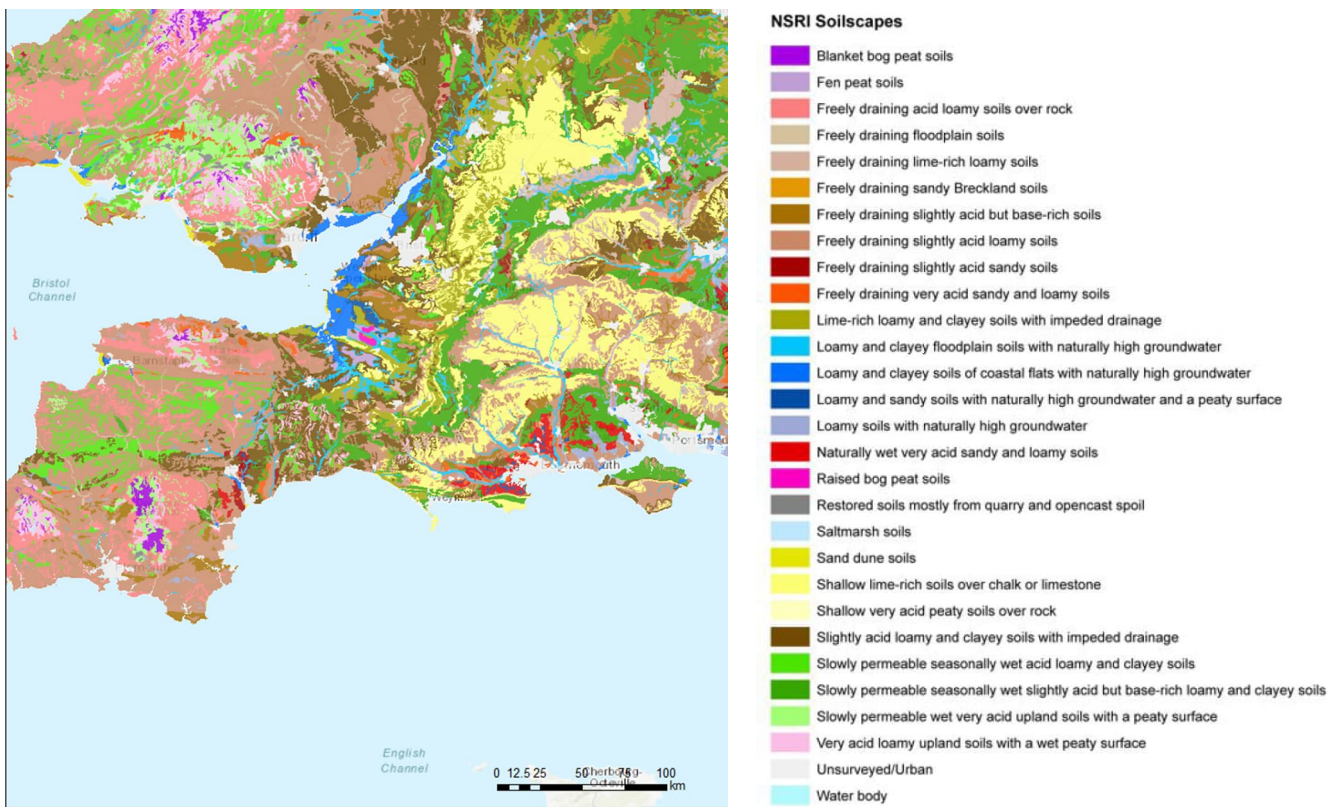 Bristol
Channel
Barnstap
Weym
mouth
Portsmou
English
Channel
0 12.5 25 50 75 100
km
Cherbourg-
Octeville
NSRI Soilscapes
Blanket bog peat soils
Fen peat soils
Freely draining acid loamy soils over rock
Freely draining floodplain soils
Freely draining lime-rich loamy soils
Freely draining sandy Breckland soils
Freely draining slightly acid but base-rich soils
Freely draining slightly acid loamy soils
Freely draining slightly acid sandy soils
Freely draining very acid sandy and loamy soils
Lime-rich loamy and clayey soils with impeded drainage
Loamy and clayey floodplain soils with naturally high groundwater
Loamy and clayey soils of coastal flats with naturally high groundwater
Loamy and sandy soils with naturally high groundwater and a peaty surface
Loamy soils with naturally high groundwater
Naturally wet very acid sandy and loamy soils
Raised bog peat soils
Restored soils mostly from quarry and opencast spoil
Saltmarsh soils
Sand dune soils
Shallow lime-rich soils over chalk or limestone
Shallow very acid peaty soils over rock
Slightly acid loamy and clayey soils with impeded drainage
Slowly permeable seasonally wet acid loamy and clayey soils
Slowly permeable seasonally wet slightly acid but base-rich loamy and clayey soils
Slowly permeable wet very acid upland soils with a peaty surface
Very acid loamy upland soils with a wet peaty surface
Unsurveyed/Urban
Water body